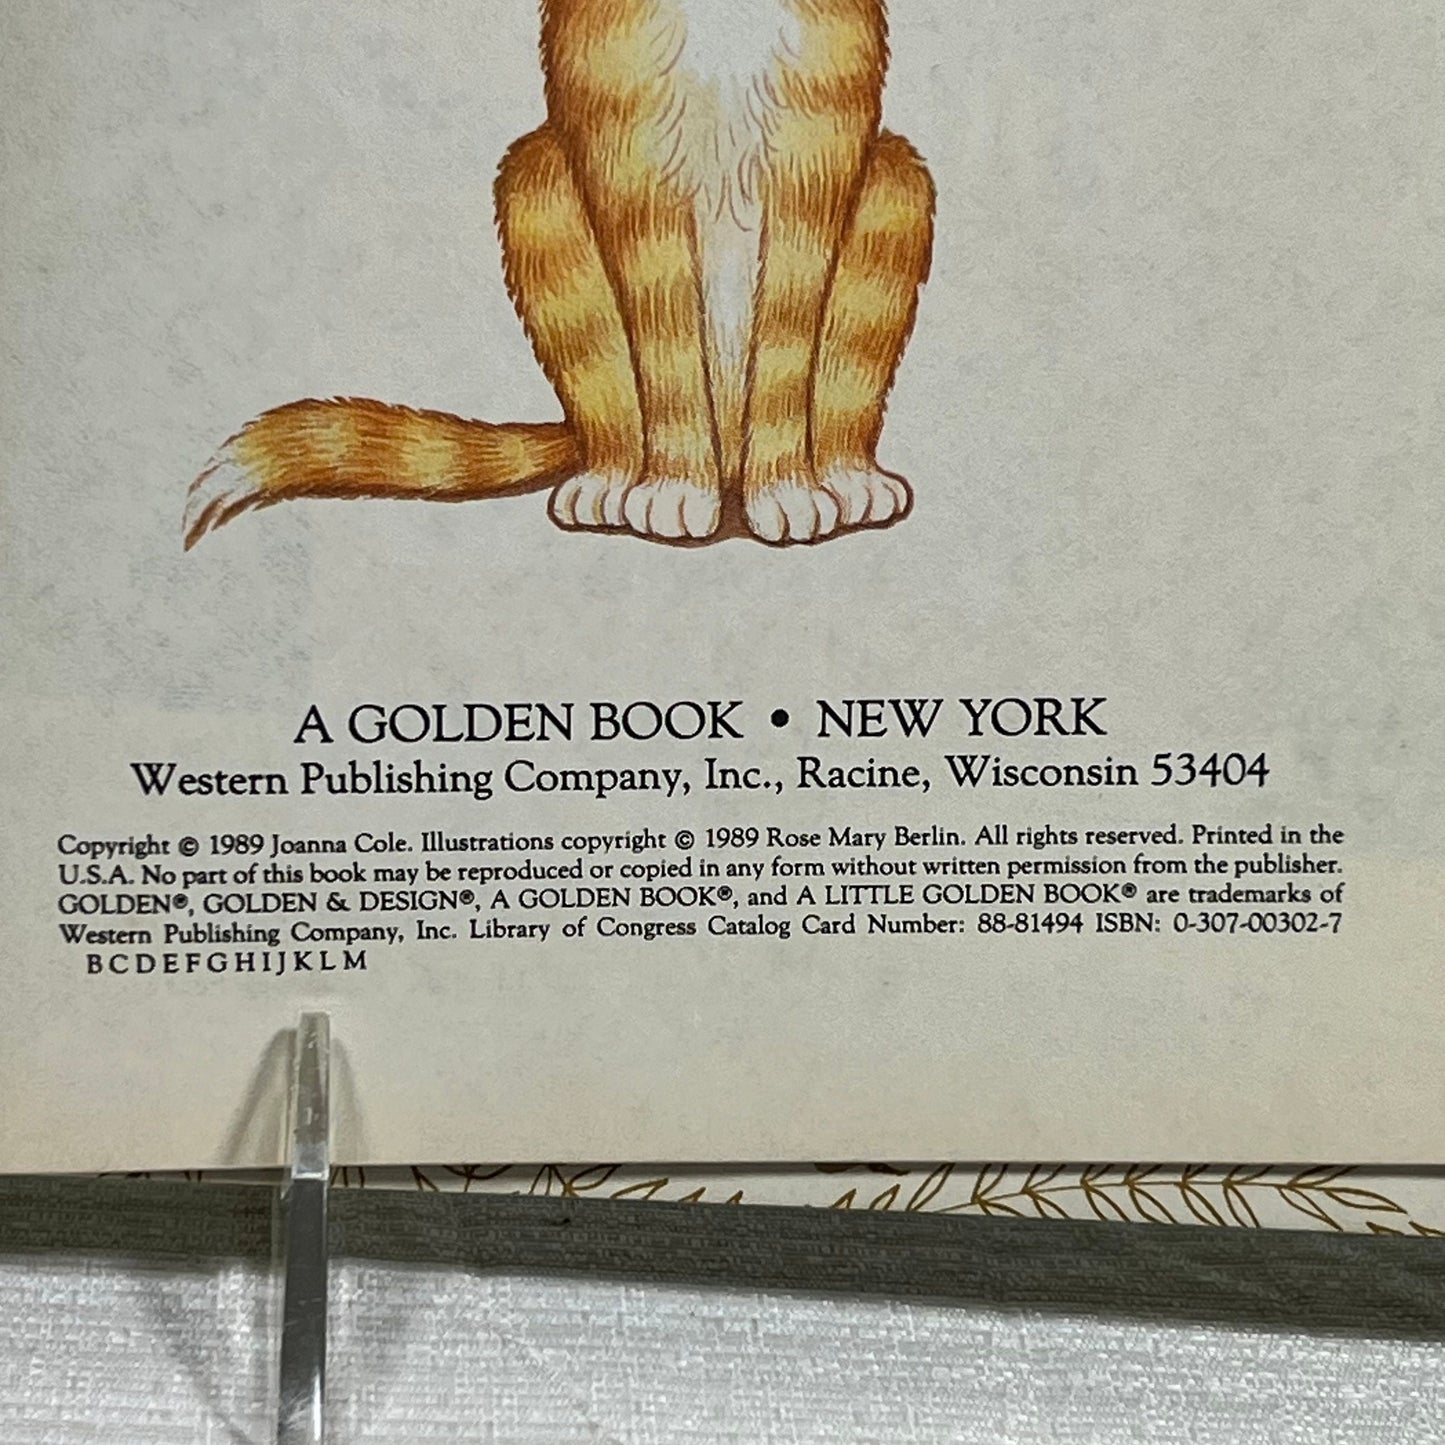 A GOLDEN BOOK • NEW YORK
Western Publishing Company, Inc., Racine, Wisconsin 53404
Copyright © 1989 Joanna Cole. Illustrations copyright © 1989 Rose Mary Berlin. All rights reserved. Printed in the
U.S.A. No part of this book may be reproduced or copied in any form without written permission from the publisher.
GOLDEN®, GOLDEN & DESIGN®, A GOLDEN BOOK®, and A LITTLE GOLDEN BOOK® are trademarks of
Western Publishing Company, Inc. Library of Congress Catalog Card Number: 88-81494 ISBN: 0-307-00302-7
B C D E F G H I J K L M